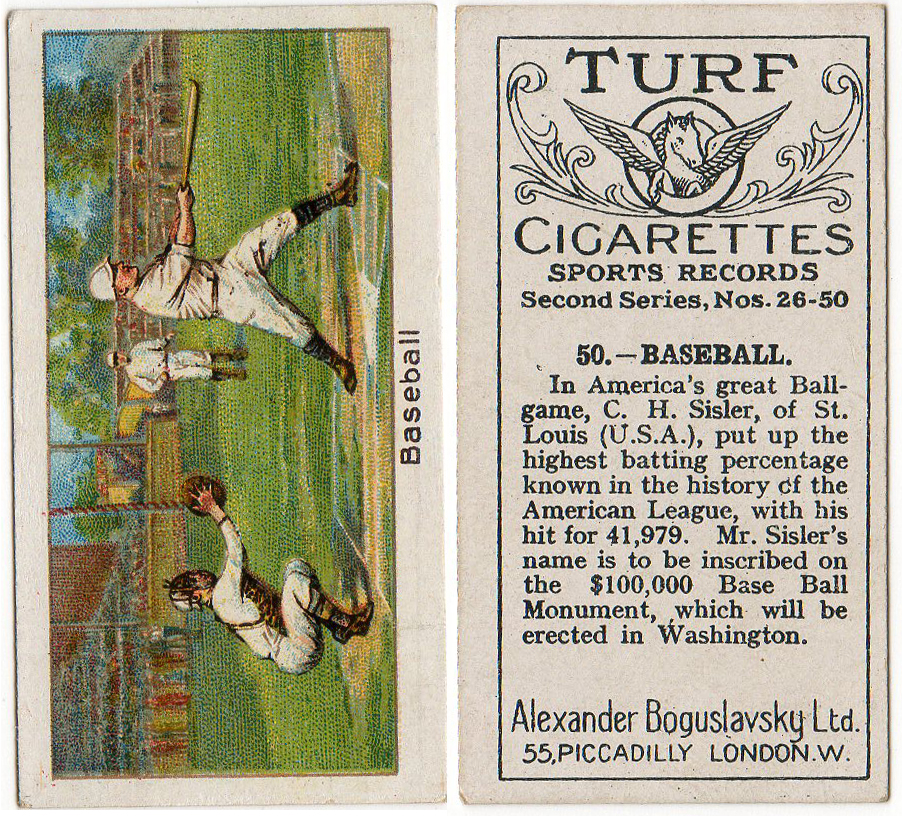 Baseball
TURF
CIGARETTES
SPORTS RECORDS
Second Series, Nos. 26-50
50.—BASEBALL.
In America's great Ball-
game, C. H. Sisler, of St.
Louis (U.S.A.), put up the
highest batting percentage
known in the history of the
American League, with his
hit for 41,979. Mr. Sisler's
name is to be inscribed on
the $100,000 Base Ball
Monument, which will be
erected in Washington.
Alexander Boguslavsky Ltd.
55, PICCADILLY LONDON. W.